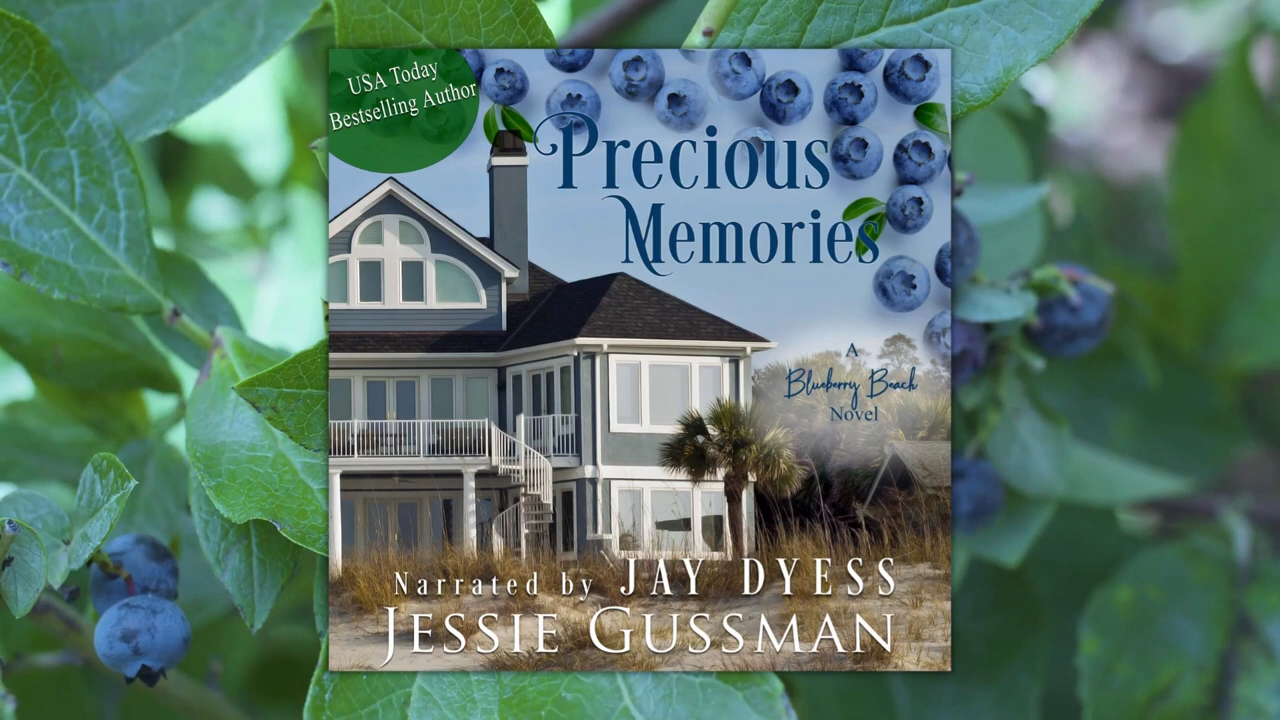 USA Today
Bestselling Author
Precious
Memories
A
Blueberry Beach
Novel
Narrated by JAY DYESS
JESSIE GUSSMAN